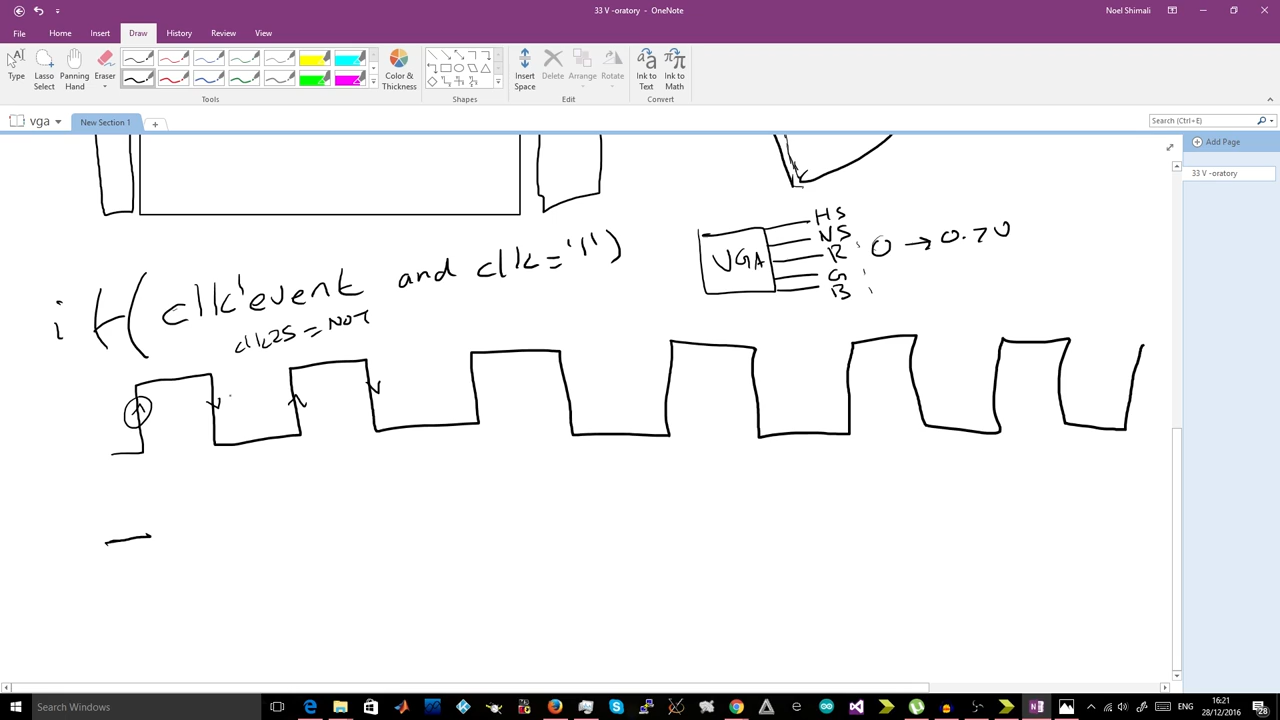 33 V -oratory - OneNote
Noel Shimali
File Home Insert Draw History Review View
Type
Lasso Select
Panning Hand
Eraser
Color & Thickness
Insert Space
Delete
Arrange
Rotate
Ink to Text
Ink to Math
Tools
Shapes
Edit
Convert
vga
New Section 1
Search (Ctrl+E)
Add Page
33 V -oratory
if(clk'event and clk='1')
clk25 = NOT
VGA
HS
VS
R
G
B
0 → 0.7V
Search Windows
16:21
28/12/2016